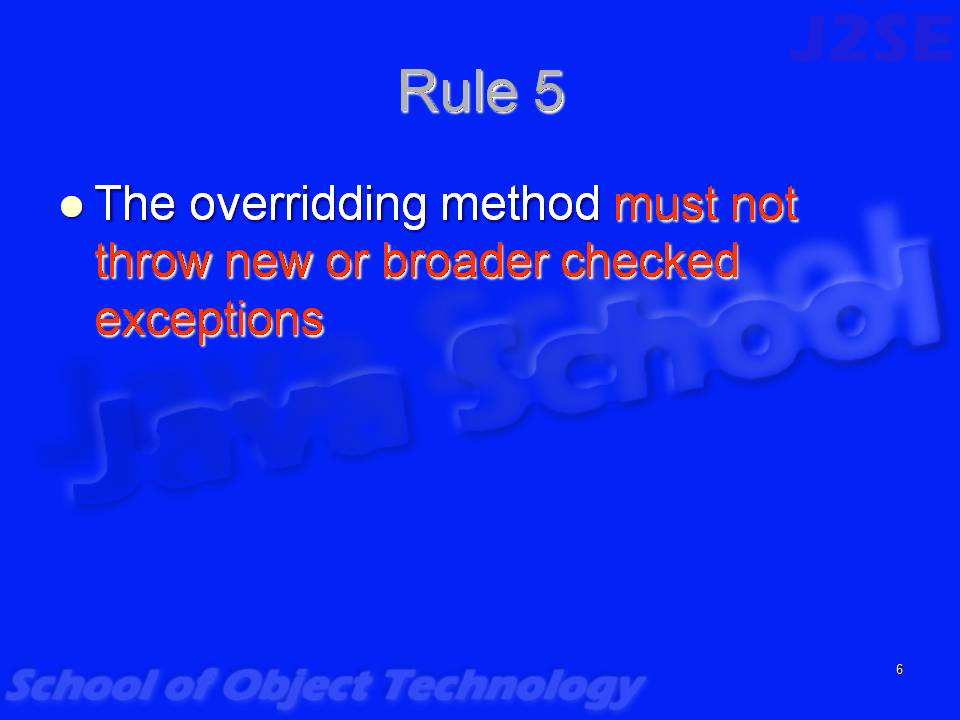 J2SE
Rule 5
The overridding method must not
throw new or broader checked
exceptions
Java School
School of Object Technology
6